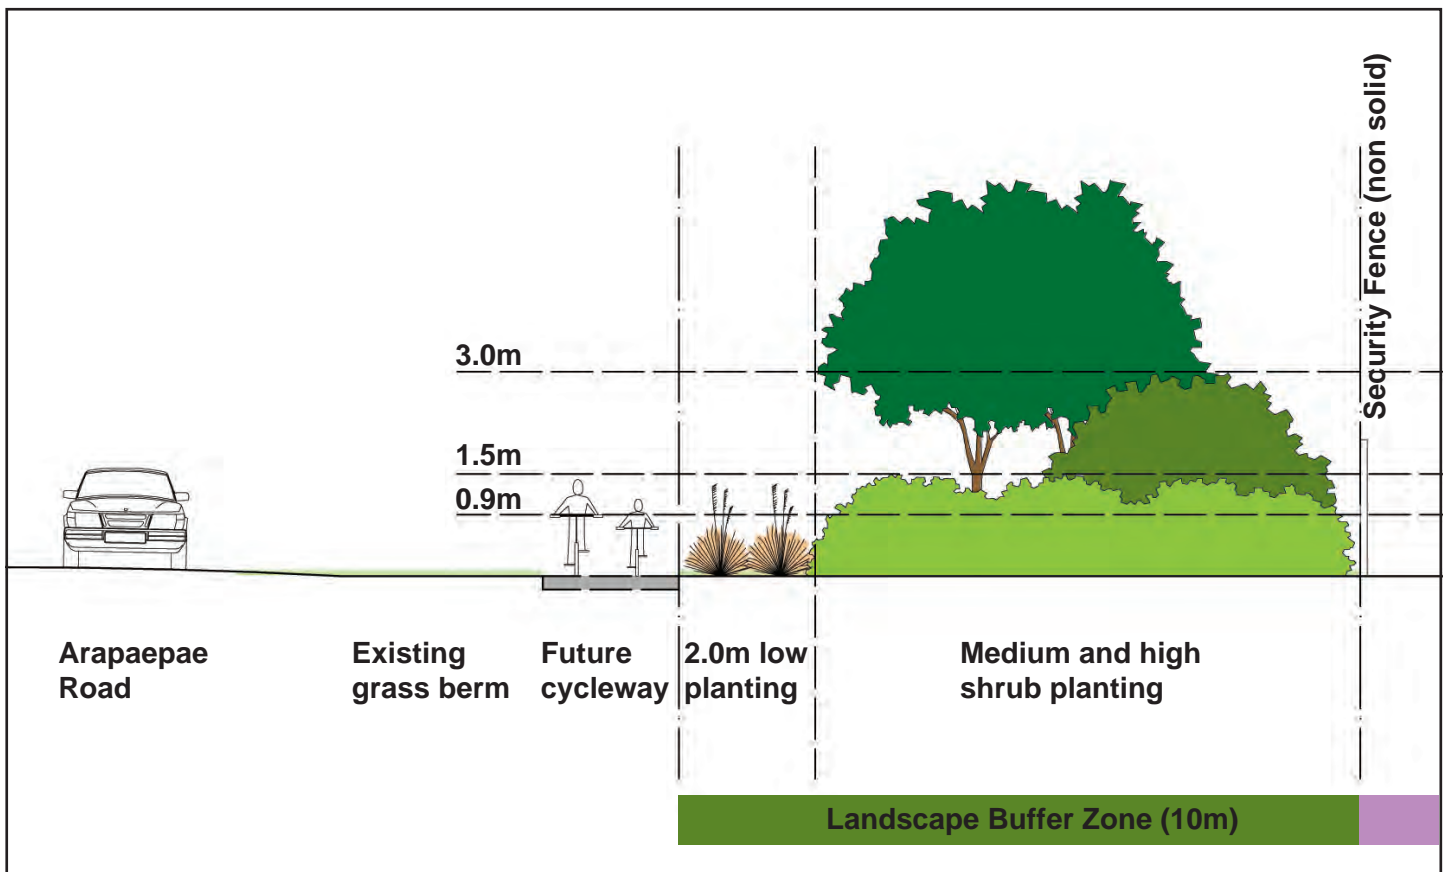 Security Fence (non solid)
3.0m
1.5m
0.9m
Arapaepae
Road
Existing
grass berm
Future
cycleway
2.0m low
planting
Medium and high
shrub planting
Landscape Buffer Zone (10m)